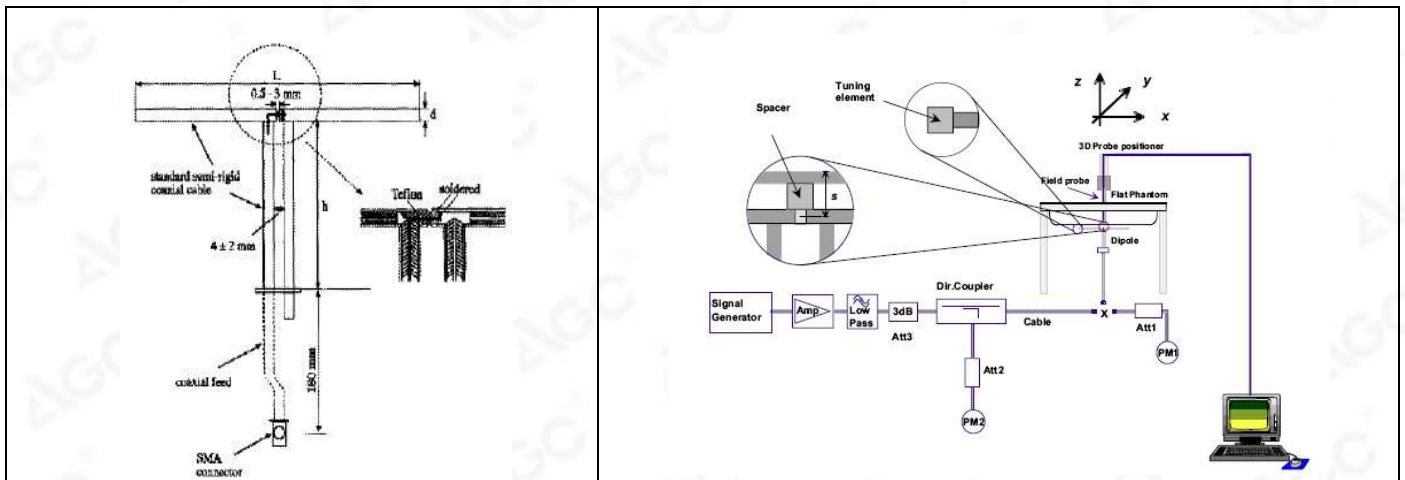 L
0.5-3 mm
d
standard semi-rigid
coaxial cable
h
Teflon
soldered
4 ± 2 mm
coaxial feed
180 mm
SMA
connector
z
y
x
Tuning
element
Spacer
s
3D Probe positioner
Field probe
Flat Phantom
Dipole
Signal
Generator
Amp
Low
Pass
3dB
Att3
Dir.Coupler
Cable
x
Att1
PM1
Att2
PM2
AGC